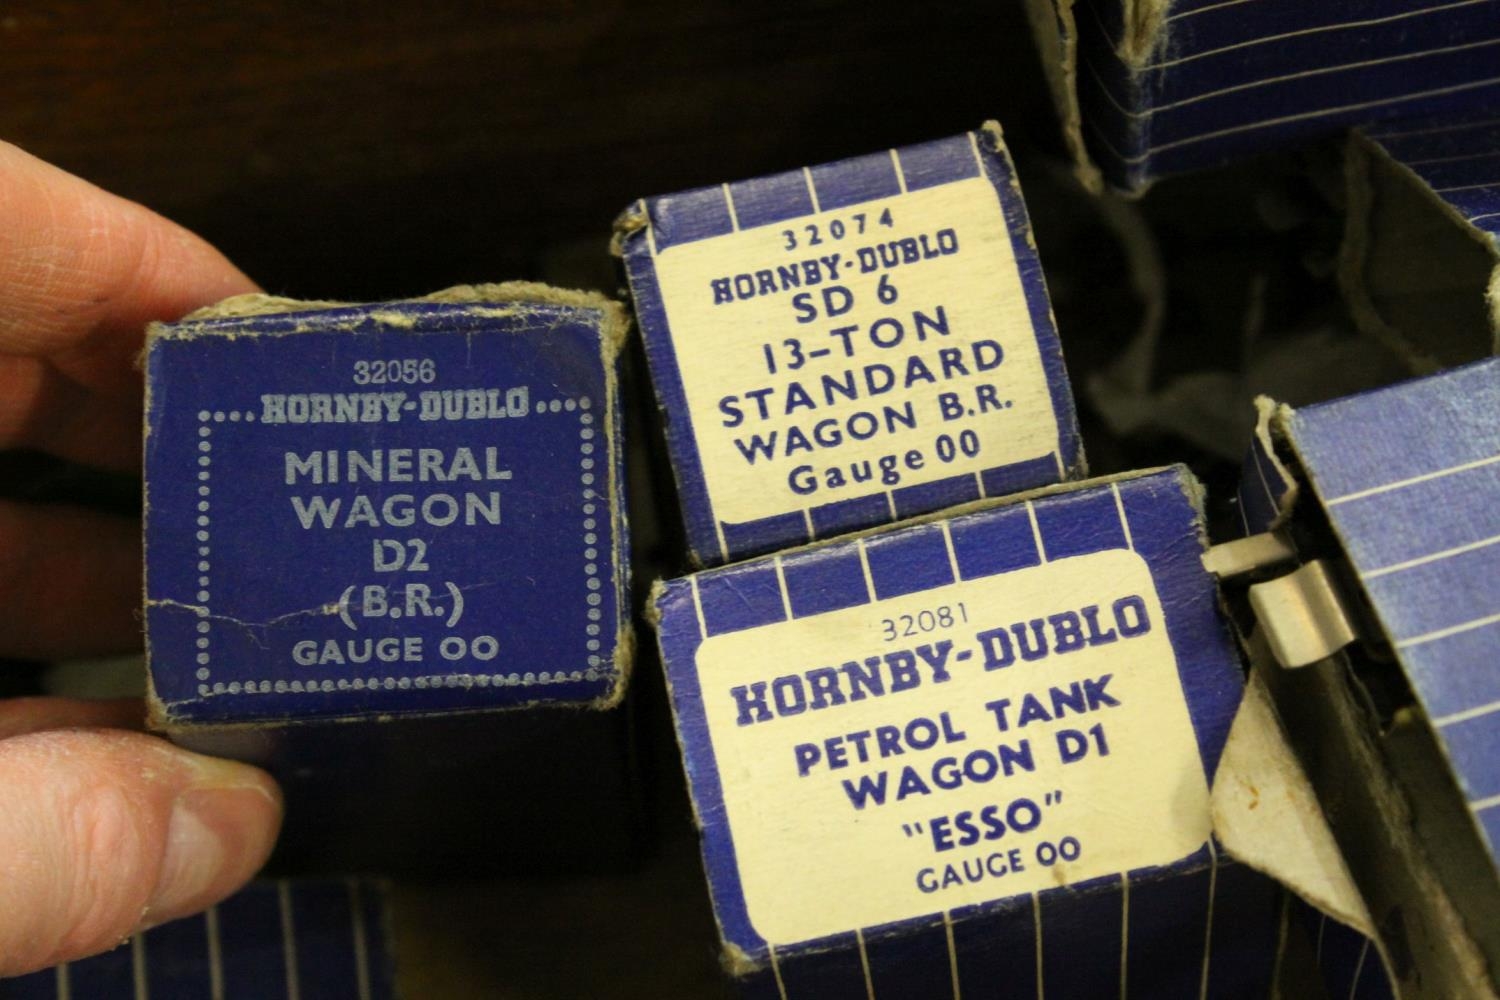 32056
HORNBY-DUBLO
MINERAL
WAGON
D2
(B.R.)
GAUGE OO
32074
HORNBY-DUBLO
SD 6
13-TON
STANDARD
WAGON B.R.
Gauge 00
32081
HORNBY-DUBLO
PETROL TANK
WAGON D1
"ESSO"
GAUGE OO